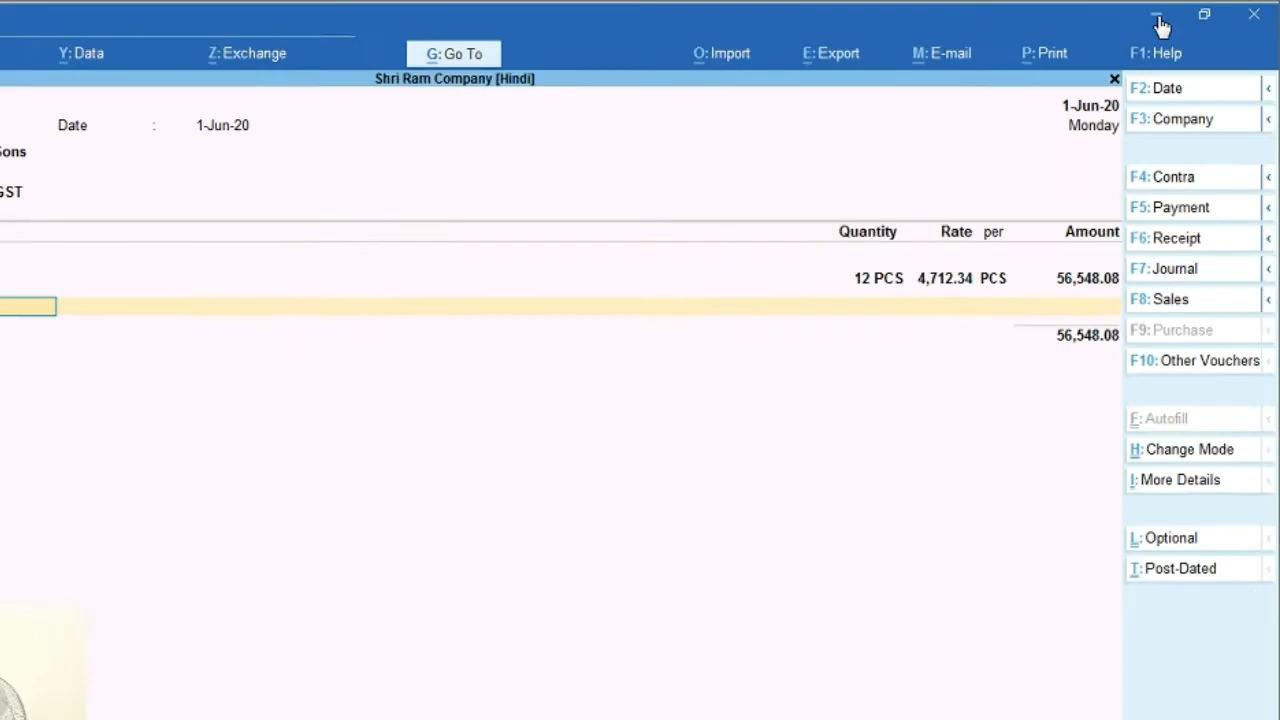 Y: Data Z: Exchange G: Go To O: Import E: Export M: E-mail P: Print F1: Help
Shri Ram Company [Hindi]
1-Jun-20
Date : 1-Jun-20 Monday
GST
Quantity Rate per Amount
12 PCS 4,712.34 PCS 56,548.08
56,548.08
F2: Date
F3: Company
F4: Contra
F5: Payment
F6: Receipt
F7: Journal
F8: Sales
F9: Purchase
F10: Other Vouchers
F: Autofill
H: Change Mode
I: More Details
L: Optional
T: Post-Dated